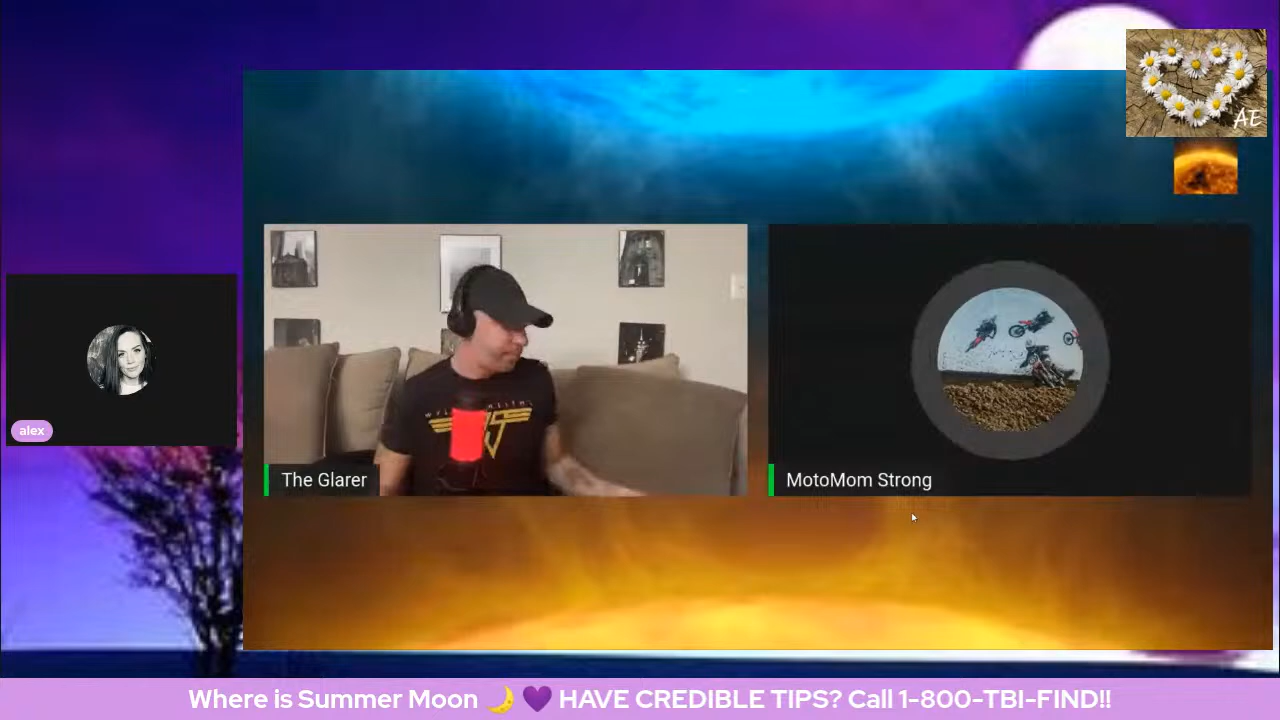 AE
alex
The Glarer
MotoMom Strong
Where is Summer Moon 🌙 💜 HAVE CREDIBLE TIPS? Call 1-800-TBI-FIND!!